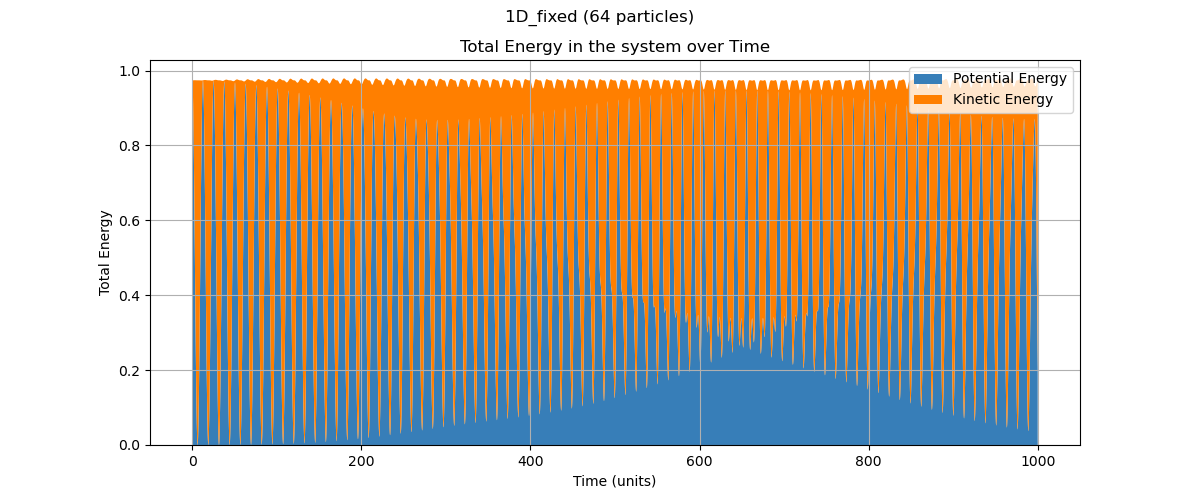 1D_fixed (64 particles)
Total Energy in the system over Time
Total Energy
1.0
0.8
0.6
0.4
0.2
0.0
Potential Energy
Kinetic Energy
0 200 400 600 800 1000
Time (units)